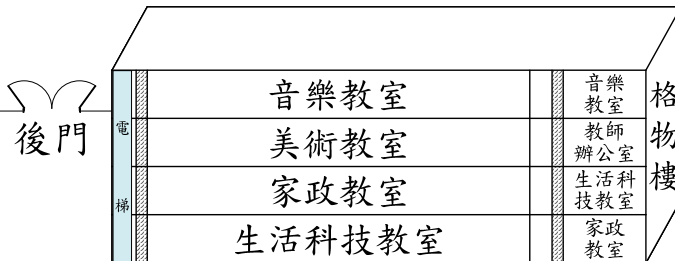 後門
電
梯
音樂教室
美術教室
家政教室
生活科技教室
音樂
教室
教師
辦公室
生活科
技教室
家政
教室
格
物
樓